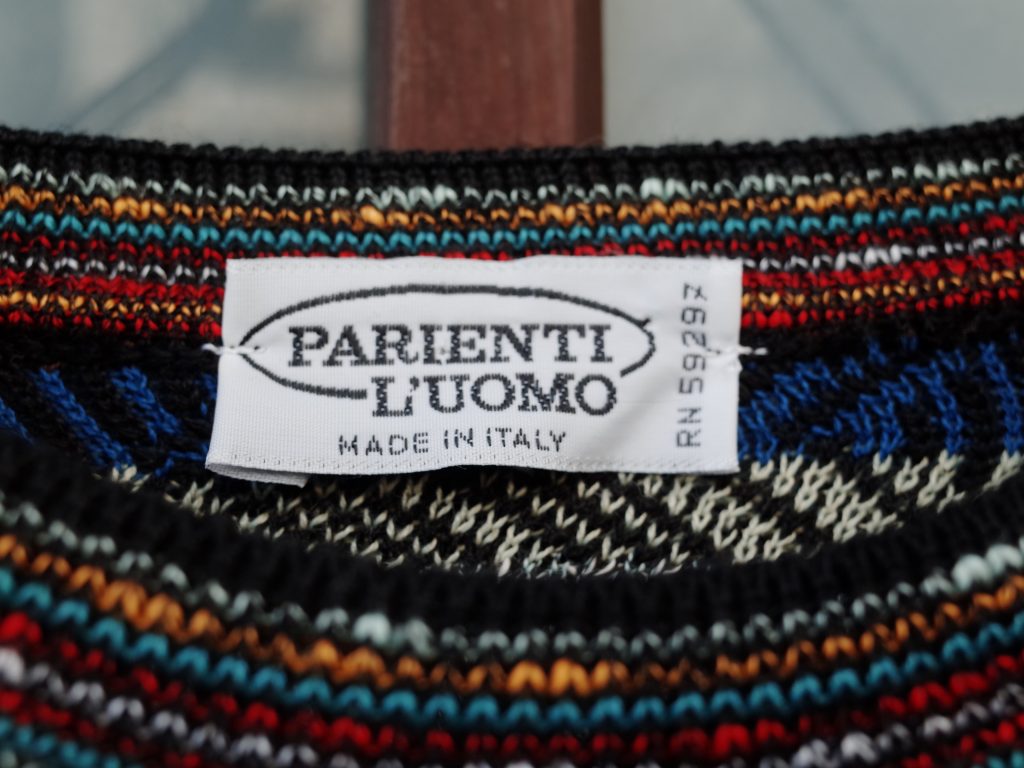 PARIENTI
L'UOMO
MADE IN ITALY
RN 59297